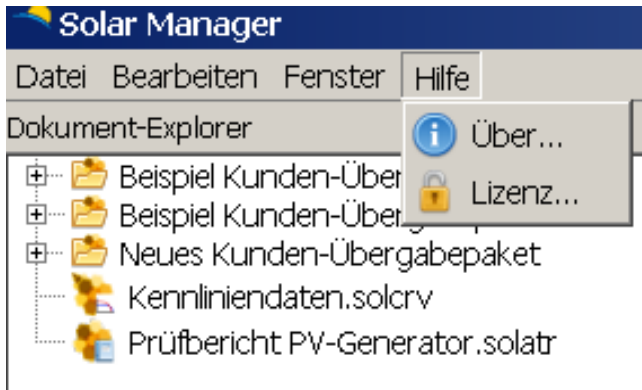 Solar Manager
Datei Bearbeiten Fenster Hilfe
Dokument-Explorer
Über...
Lizenz...
Beispiel Kunden-Über
Beispiel Kunden-Über
Neues Kunden-Übergabepaket
Kennliniendaten.solcrv
Prüfbericht PV-Generator.solatr